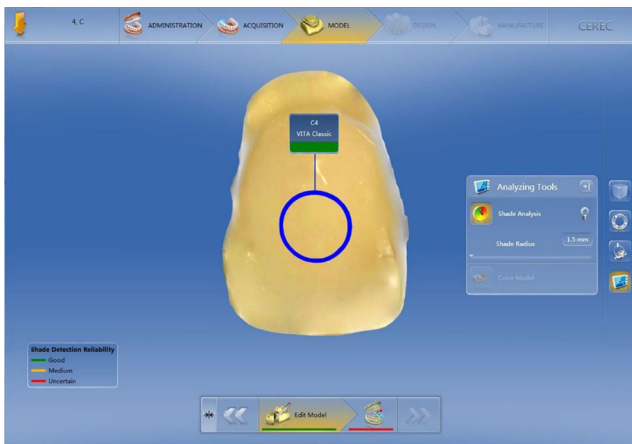 4, C
ADMINISTRATION
ACQUISITION
MODEL
DESIGN
MANUFACTURE
CEREC
C4
VITA Classic
Analyzing Tools
Shade Analysis
Shade Radius
1.5 mm
Color Model
Shade Detection Reliability
Good
Medium
Uncertain
Edit Model